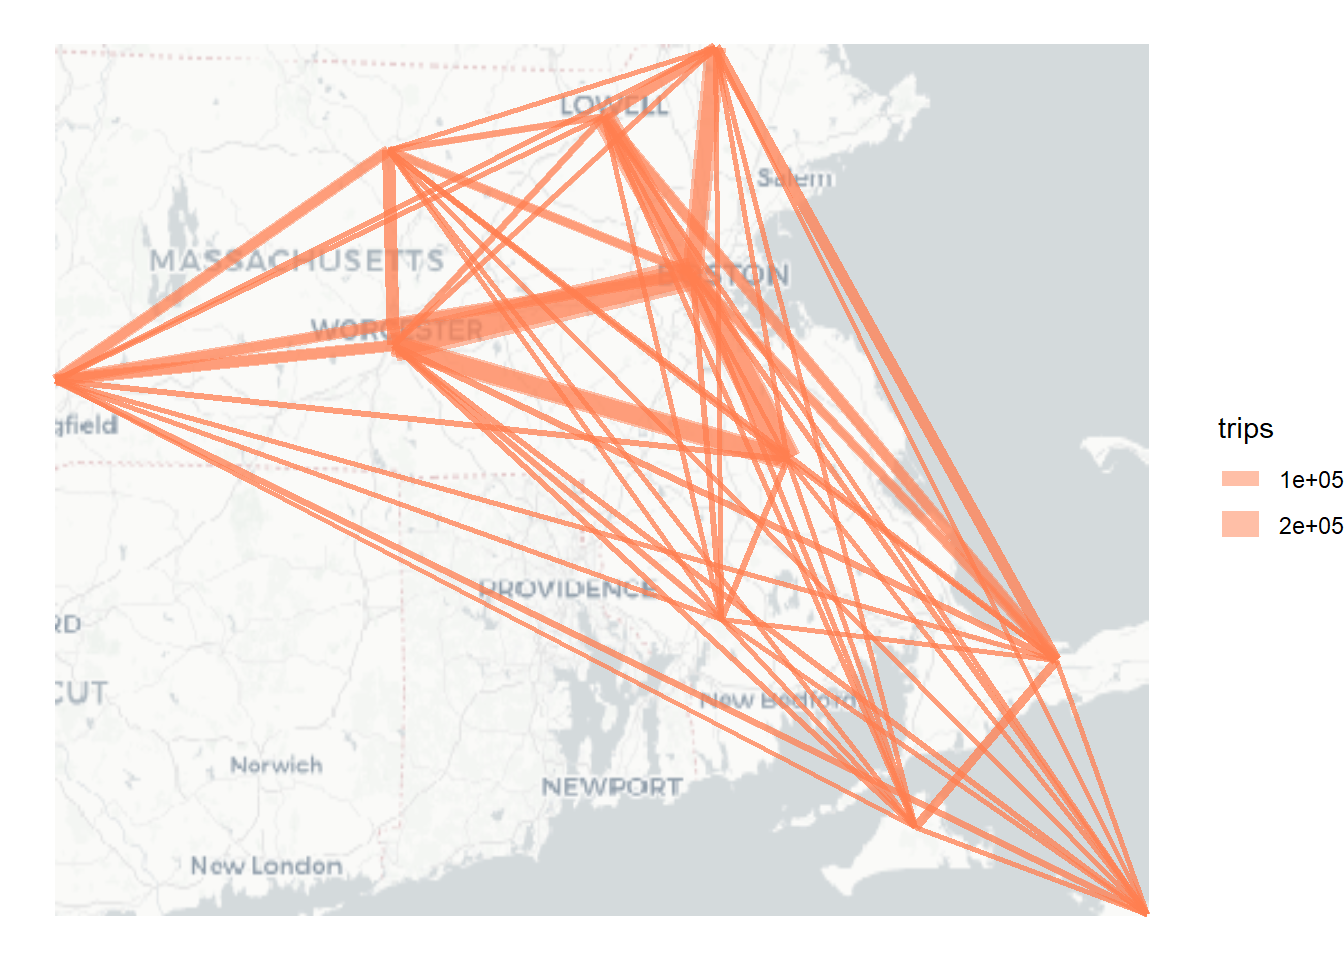 LOWELL
Salem
MASSACHUSETTS
BOSTON
WORCESTER
gfield
trips
1e+05
2e+05
PROVIDENCE
RD
CUT
New Bedford
Norwich
NEWPORT
New London